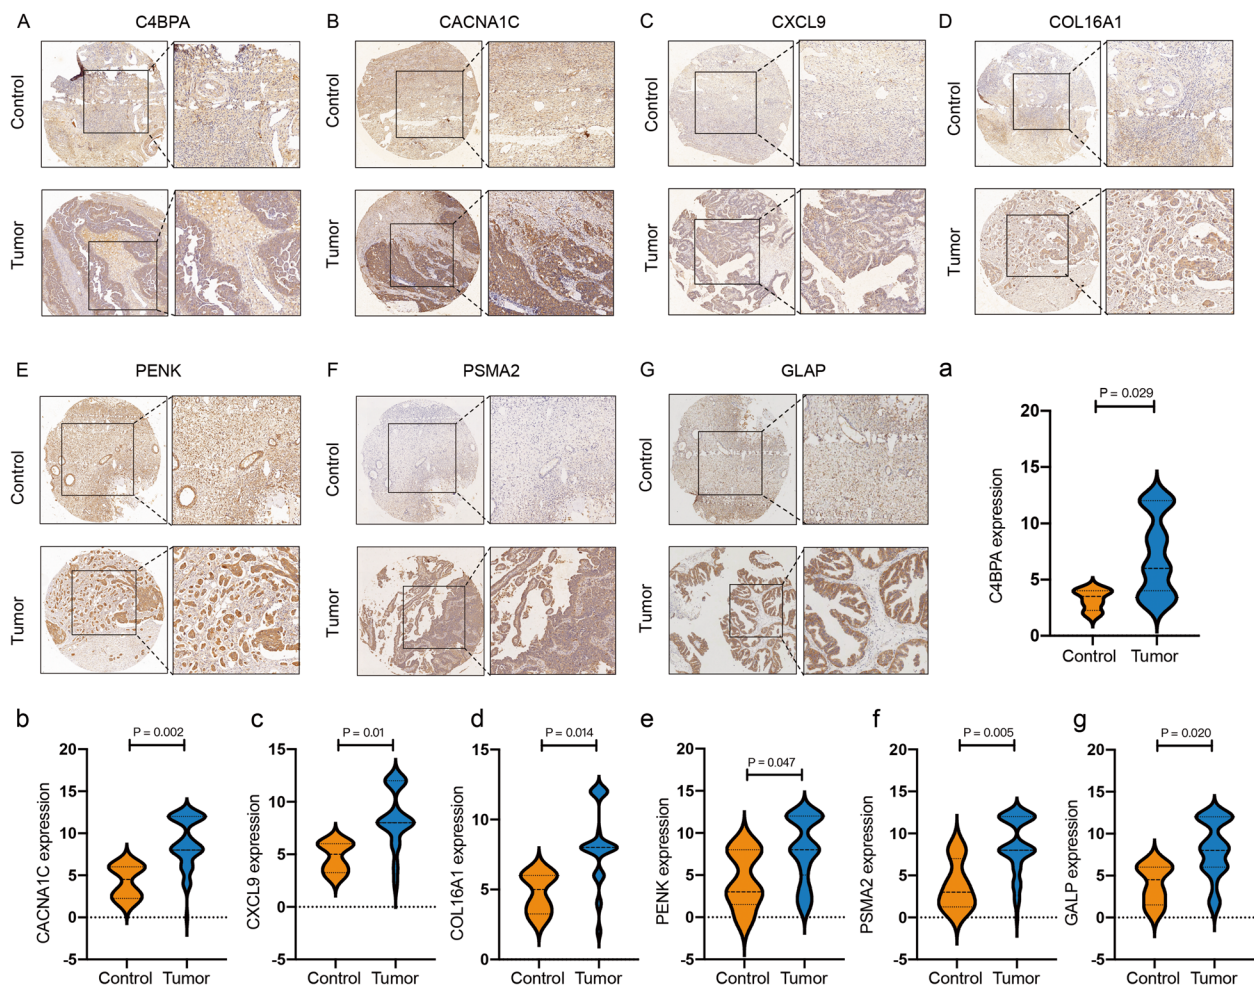 A C4BPA
B CACNA1C
C CXCL9
D COL16A1
Control
Control
Control
Control
Tumor
Tumor
Tumor
Tumor
E PENK
F PSMA2
G GLAP
Control
Control
Control
Tumor
Tumor
Tumor
a
P = 0.029
C4BPA expression
20
15
10
5
0
Control Tumor
b
P = 0.002
CACNA1C expression
20
15
10
5
0
-5
Control Tumor
c
P = 0.01
CXCL9 expression
15
10
5
0
-5
Control Tumor
d
P = 0.014
COL16A1 expression
15
10
5
0
Control Tumor
e
P = 0.047
PENK expression
20
15
10
5
0
-5
Control Tumor
f
P = 0.005
PSMA2 expression
20
15
10
5
0
-5
Control Tumor
g
P = 0.020
GALP expression
20
15
10
5
0
-5
Control Tumor